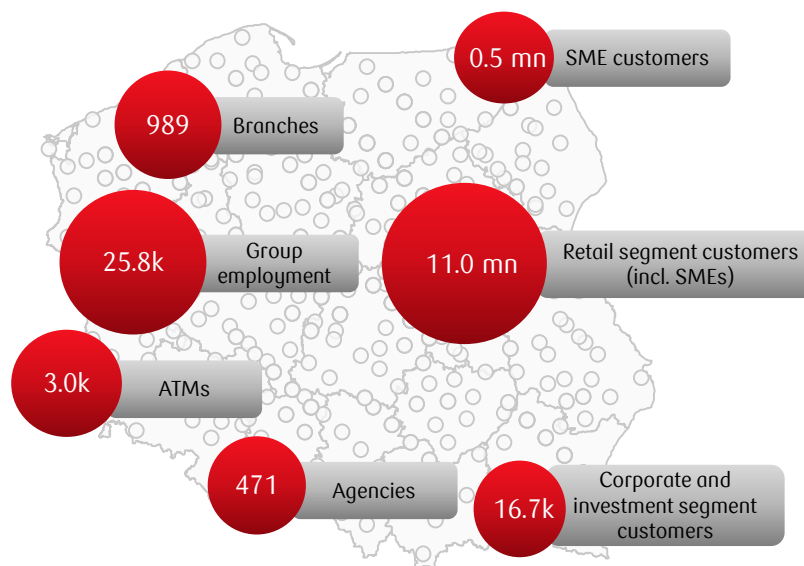 0.5 mn
SME customers
989
Branches
25.8k
Group
employment
11.0 mn
Retail segment customers
(incl. SMEs)
3.0k
ATMs
471
Agencies
16.7k
Corporate and
investment segment
customers